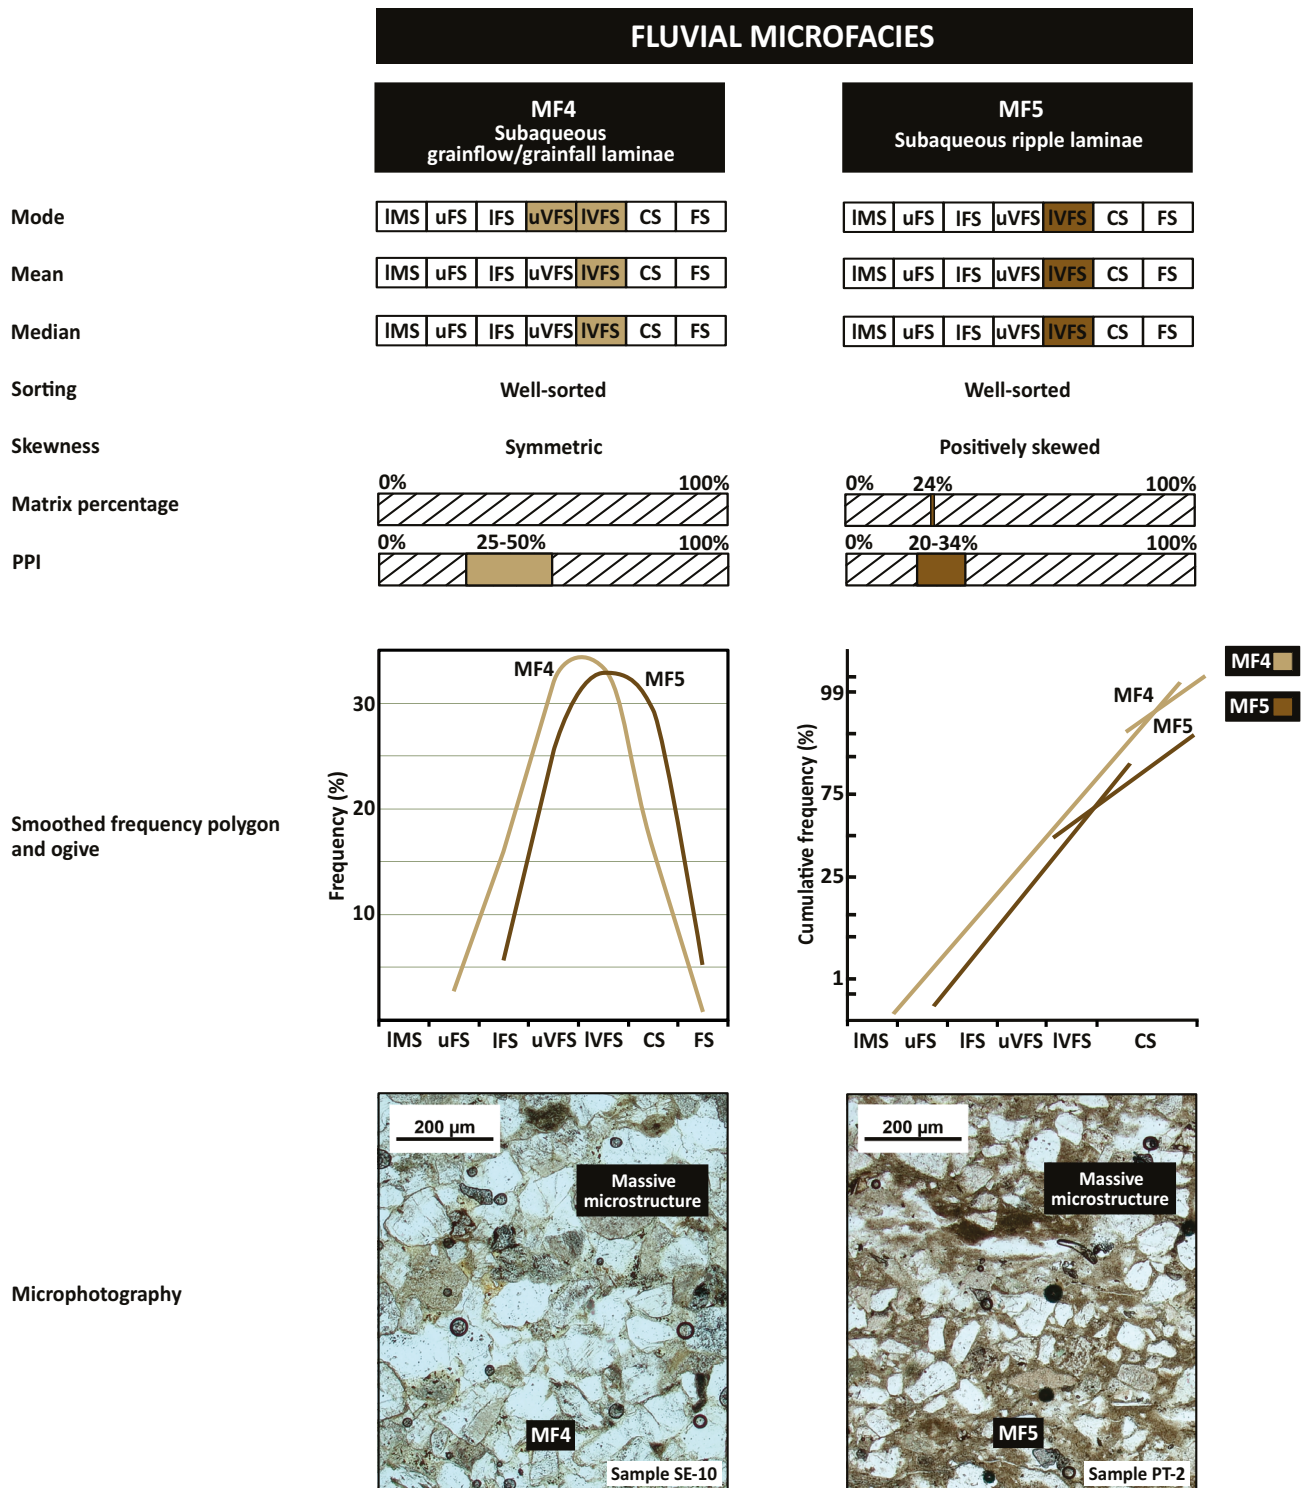 FLUVIAL MICROFACIES
MF4
Subaqueous
grainflow/grainfall laminae
MF5
Subaqueous ripple laminae
Mode
lMS uFS lFS uVFS lVFS CS FS
lMS uFS lFS uVFS lVFS CS FS
Mean
lMS uFS lFS uVFS lVFS CS FS
lMS uFS lFS uVFS lVFS CS FS
Median
lMS uFS lFS uVFS lVFS CS FS
lMS uFS lFS uVFS lVFS CS FS
Sorting
Well-sorted
Well-sorted
Skewness
Symmetric
Positively skewed
Matrix percentage
0% 100%
0% 24% 100%
PPI
0% 25-50% 100%
0% 20-34% 100%
Smoothed frequency polygon
and ogive
Frequency (%)
30
20
10
MF4
MF5
lMS uFS lFS uVFS lVFS CS FS
Cumulative frequency (%)
99
75
25
1
MF4
MF5
lMS uFS lFS uVFS lVFS CS
MF4
MF5
Microphotography
200 µm
Massive
microstructure
MF4
Sample SE-10
200 µm
Massive
microstructure
MF5
Sample PT-2